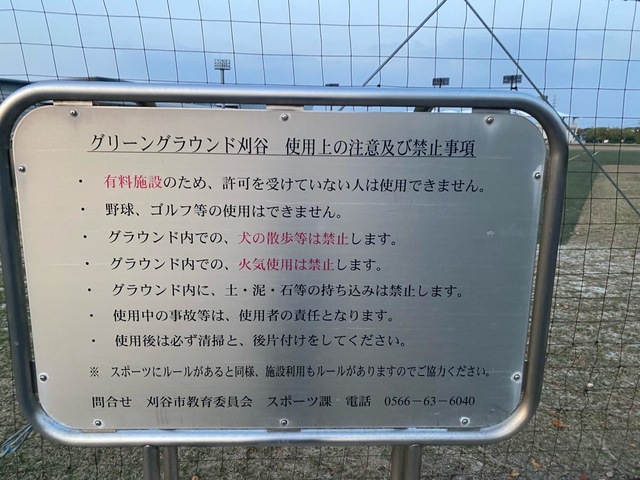 グリーングラウンド刈谷　使用上の注意及び禁止事項
・ 有料施設のため、許可を受けていない人は使用できません。
・ 野球、ゴルフ等の使用はできません。
・ グラウンド内での、犬の散歩等は禁止します。
・ グラウンド内での、火気使用は禁止します。
・ グラウンド内に、土・泥・石等の持ち込みは禁止します。
・ 使用中の事故等は、使用者の責任となります。
・ 使用後は必ず清掃と、後片付けをしてください。
※ スポーツにルールがあると同様、施設利用もルールがありますのでご協力ください。
問合せ　刈谷市教育委員会　スポーツ課　電話　0566－63－6040